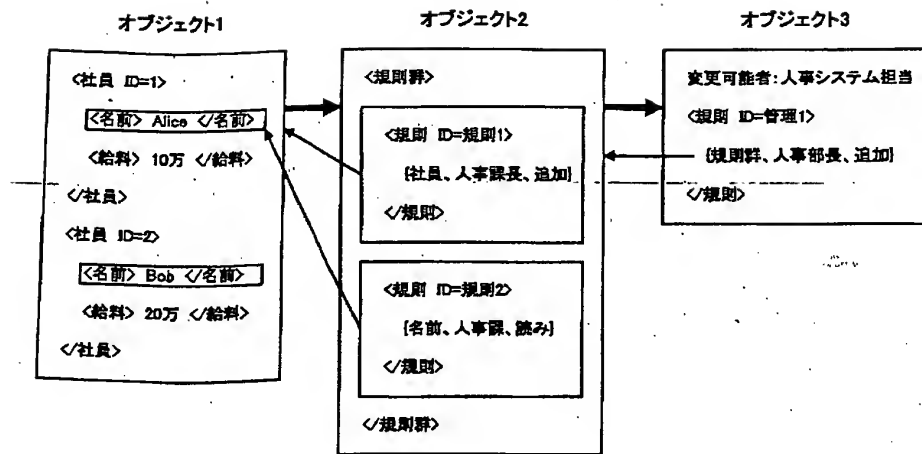 オブジェクト1
<社員 ID=1>
<名前> Alice </名前>
<給料> 10万 </給料>
</社員>
<社員 ID=2>
<名前> Bob </名前>
<給料> 20万 </給料>
</社員>
オブジェクト2
<規則群>
<規則 ID=規則1>
{社員、人事課長、追加}
</規則>
<規則 ID=規則2>
{名前、人事課、読み}
</規則>
</規則群>
オブジェクト3
変更可能者:人事システム担当
<規則 ID=管理1>
{規則群、人事部長、追加}
</規則>